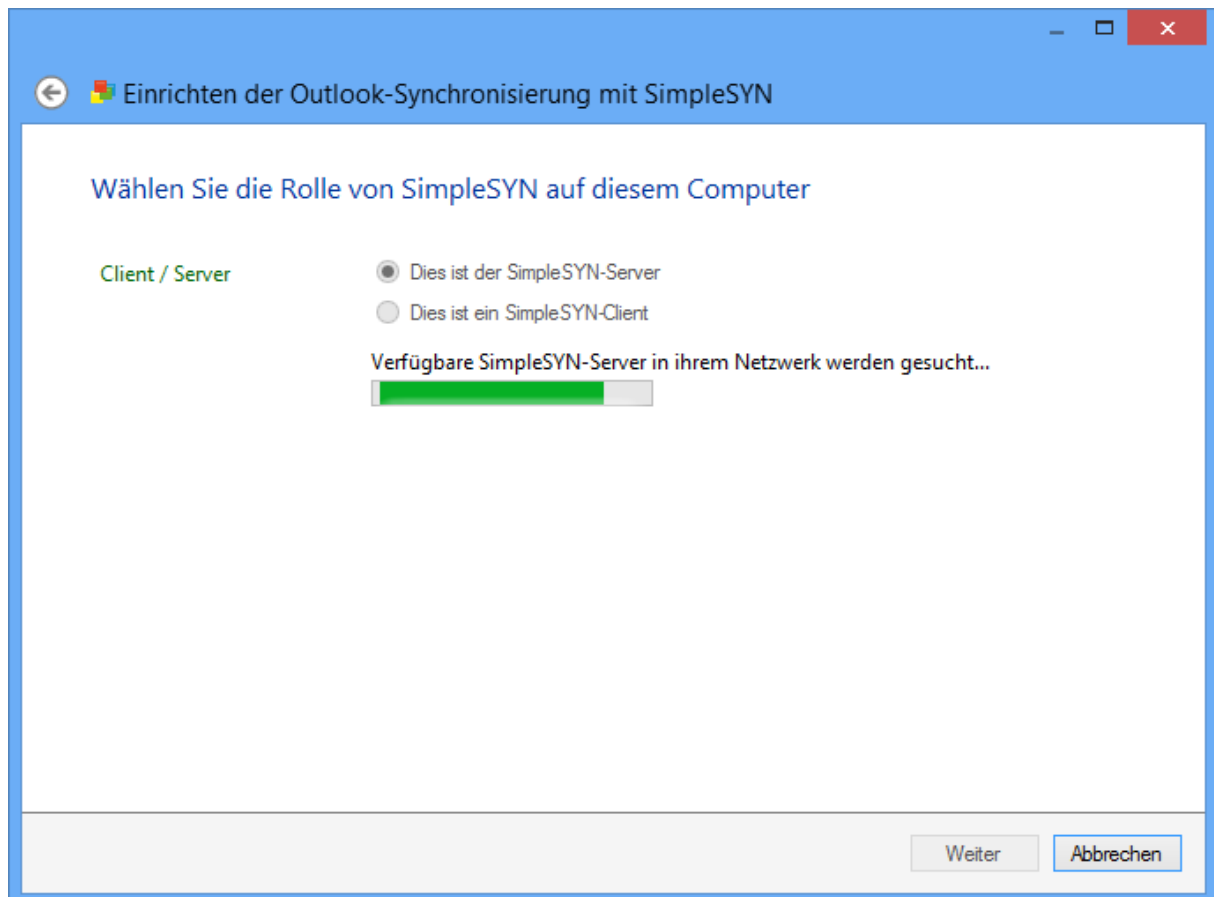 Einrichten der Outlook-Synchronisierung mit SimpleSYN
Wählen Sie die Rolle von SimpleSYN auf diesem Computer
Client / Server
Dies ist der SimpleSYN-Server
Dies ist ein SimpleSYN-Client
Verfügbare SimpleSYN-Server in ihrem Netzwerk werden gesucht...
Weiter Abbrechen